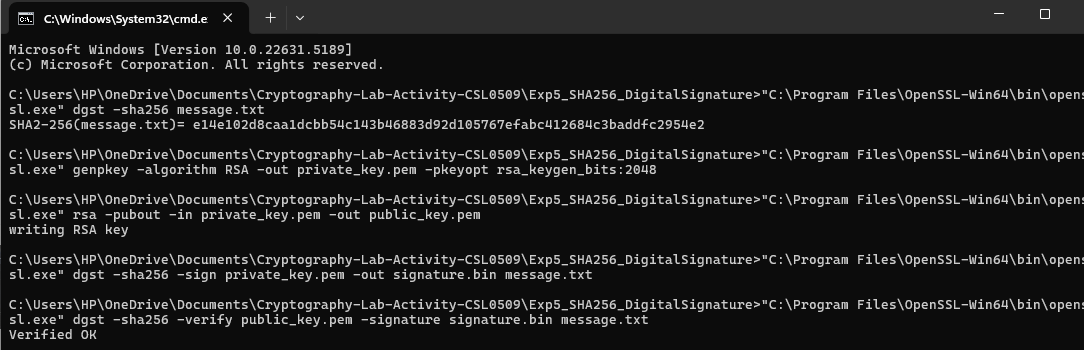 C:\Windows\System32\cmd.e
Microsoft Windows [Version 10.0.22631.5189]
(c) Microsoft Corporation. All rights reserved.
C:\Users\HP\OneDrive\Documents\Cryptography-Lab-Activity-CSL0509\Exp5_SHA256_DigitalSignature>"C:\Program Files\OpenSSL-Win64\bin\opens
sl.exe" dgst -sha256 message.txt
SHA2-256(message.txt)= e14e102d8caa1dcbb54c143b46883d92d105767efabc412684c3baddfc2954e2
C:\Users\HP\OneDrive\Documents\Cryptography-Lab-Activity-CSL0509\Exp5_SHA256_DigitalSignature>"C:\Program Files\OpenSSL-Win64\bin\opens
sl.exe" genpkey -algorithm RSA -out private_key.pem -pkeyopt rsa_keygen_bits:2048
C:\Users\HP\OneDrive\Documents\Cryptography-Lab-Activity-CSL0509\Exp5_SHA256_DigitalSignature>"C:\Program Files\OpenSSL-Win64\bin\opens
sl.exe" rsa -pubout -in private_key.pem -out public_key.pem
writing RSA key
C:\Users\HP\OneDrive\Documents\Cryptography-Lab-Activity-CSL0509\Exp5_SHA256_DigitalSignature>"C:\Program Files\OpenSSL-Win64\bin\opens
sl.exe" dgst -sha256 -sign private_key.pem -out signature.bin message.txt
C:\Users\HP\OneDrive\Documents\Cryptography-Lab-Activity-CSL0509\Exp5_SHA256_DigitalSignature>"C:\Program Files\OpenSSL-Win64\bin\opens
sl.exe" dgst -sha256 -verify public_key.pem -signature signature.bin message.txt
Verified OK